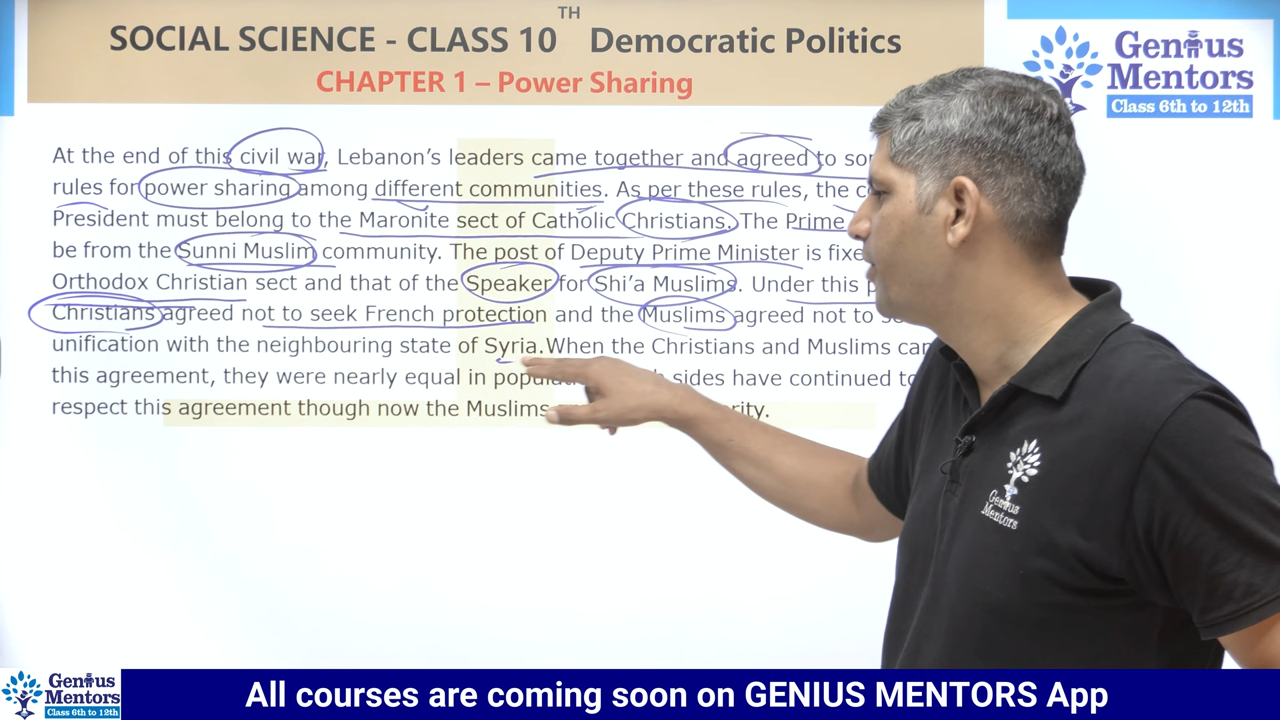 SOCIAL SCIENCE - CLASS 10TH Democratic Politics
CHAPTER 1 – Power Sharing
Genius
Mentors
Class 6th to 12th
At the end of this civil war, Lebanon’s leaders came together and agreed to
rules for power sharing among different communities. As per these rules, the
President must belong to the Maronite sect of Catholic Christians. The Prime
be from the Sunni Muslim community. The post of Deputy Prime Minister is
Orthodox Christian sect and that of the Speaker for Shi’a Muslims. Under this
Christians agreed not to seek French protection and the Muslims agreed not to
unification with the neighbouring state of Syria.When the Christians and Muslims
this agreement, they were nearly equal in sides have continued to
respect this agreement though now the Muslims
Genius
Mentors
Genius
Mentors
Class 6th to 12th
All courses are coming soon on GENIUS MENTORS App